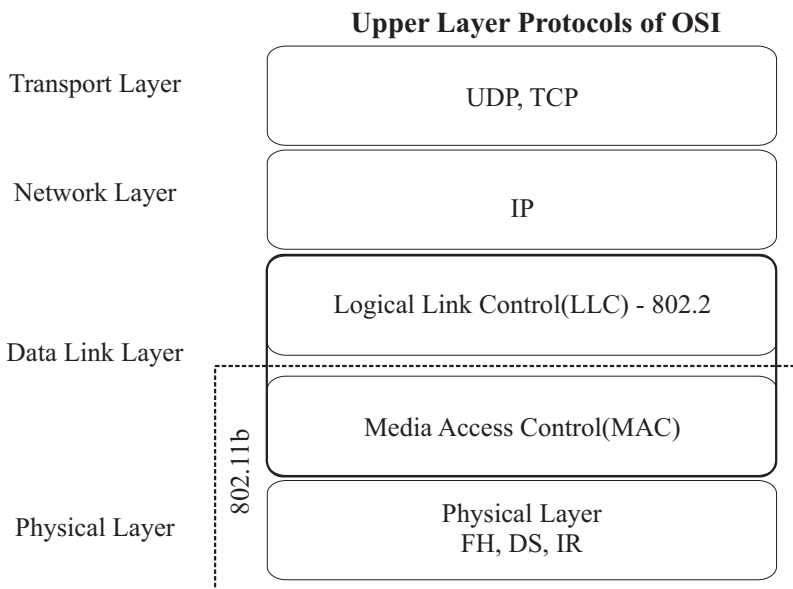 Upper Layer Protocols of OSI
Transport Layer
UDP, TCP
Network Layer
IP
Logical Link Control(LLC) - 802.2
Data Link Layer
Media Access Control(MAC)
802.11b
Physical Layer
Physical Layer
FH, DS, IR